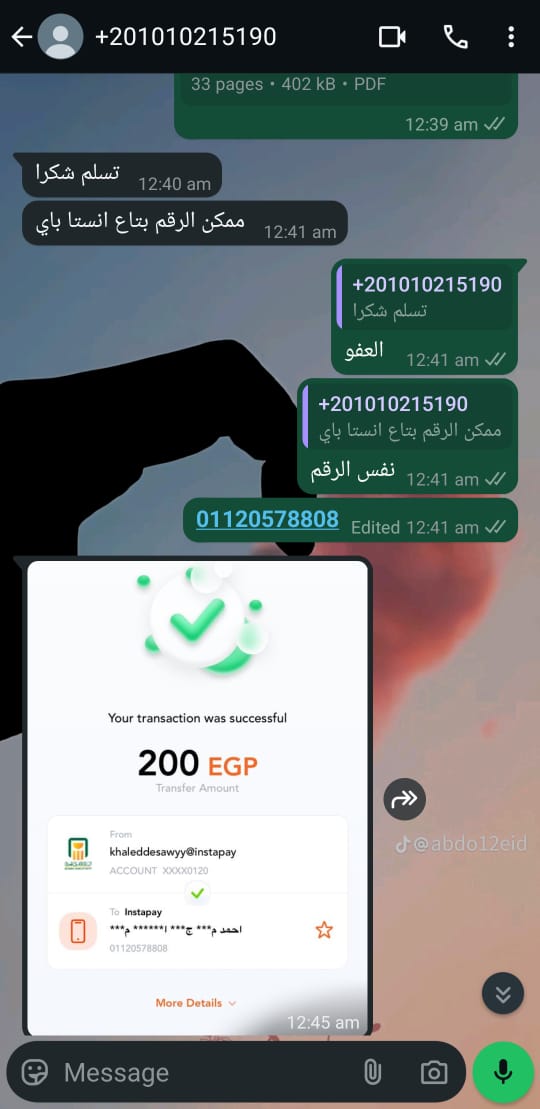 +201010215190
33 pages • 402 kB • PDF
12:39 am
تسلم شكرا
12:40 am
ممكن الرقم بتاع انستا باي
12:41 am
+201010215190
تسلم شكرا
العفو
12:41 am
+201010215190
ممكن الرقم بتاع انستا باي
نفس الرقم
12:41 am
01120578808
Edited 12:41 am
Your transaction was successful
200 EGP
Transfer Amount
From
khaleddesawyy@instapay
ACCOUNT XXXX0120
To Instapay
احمد م*** ج*** ا****** م***
01120578808
More Details
12:45 am
@abdo12eid
Message